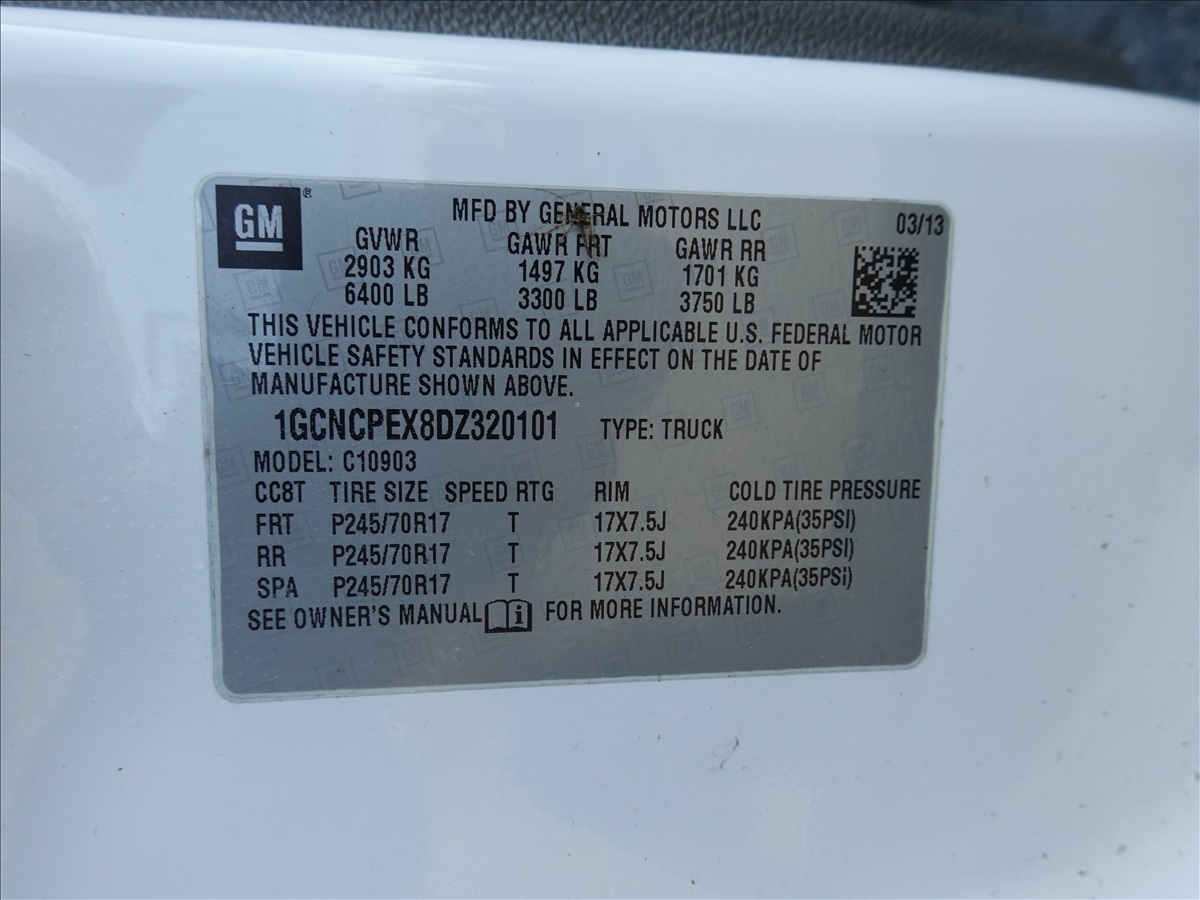 GM ®
MFD BY GENERAL MOTORS LLC 03/13
GVWR GAWR FRT GAWR RR
2903 KG 1497 KG 1701 KG
6400 LB 3300 LB 3750 LB
THIS VEHICLE CONFORMS TO ALL APPLICABLE U.S. FEDERAL MOTOR
VEHICLE SAFETY STANDARDS IN EFFECT ON THE DATE OF
MANUFACTURE SHOWN ABOVE.
1GCNCPEX8DZ320101 TYPE: TRUCK
MODEL: C10903
CC8T TIRE SIZE SPEED RTG RIM COLD TIRE PRESSURE
FRT P245/70R17 T 17X7.5J 240KPA(35PSI)
RR P245/70R17 T 17X7.5J 240KPA(35PSI)
SPA P245/70R17 T 17X7.5J 240KPA(35PSi)
SEE OWNER'S MANUAL i FOR MORE INFORMATION.